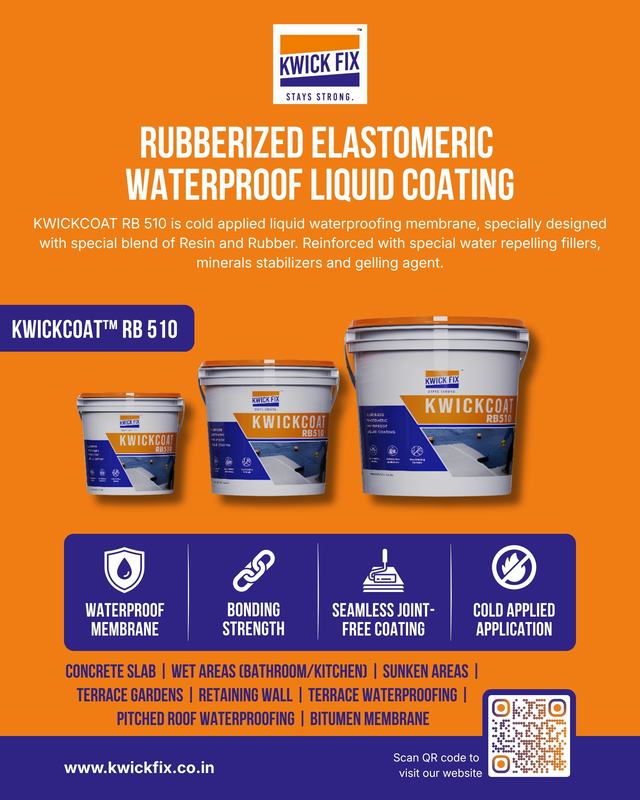 KWICK FIX
™
STAYS STRONG.
RUBBERIZED ELASTOMERIC
WATERPROOF LIQUID COATING
KWICKCOAT RB 510 is cold applied liquid waterproofing membrane, specially designed
with special blend of Resin and Rubber. Reinforced with special water repelling fillers,
minerals stabilizers and gelling agent.
KWICKCOAT™ RB 510
KWICK FIX
KWICKCOAT
RB510
KWICK FIX
KWICKCOAT
RB510
KWICK FIX
STAYS STRONG.
KWICKCOAT
RB510
WATERPROOF
MEMBRANE
BONDING
STRENGTH
SEAMLESS JOINT-
FREE COATING
COLD APPLIED
APPLICATION
CONCRETE SLAB | WET AREAS (BATHROOM/KITCHEN) | SUNKEN AREAS |
TERRACE GARDENS | RETAINING WALL | TERRACE WATERPROOFING |
PITCHED ROOF WATERPROOFING | BITUMEN MEMBRANE
www.kwickfix.co.in
Scan QR code to
visit our website